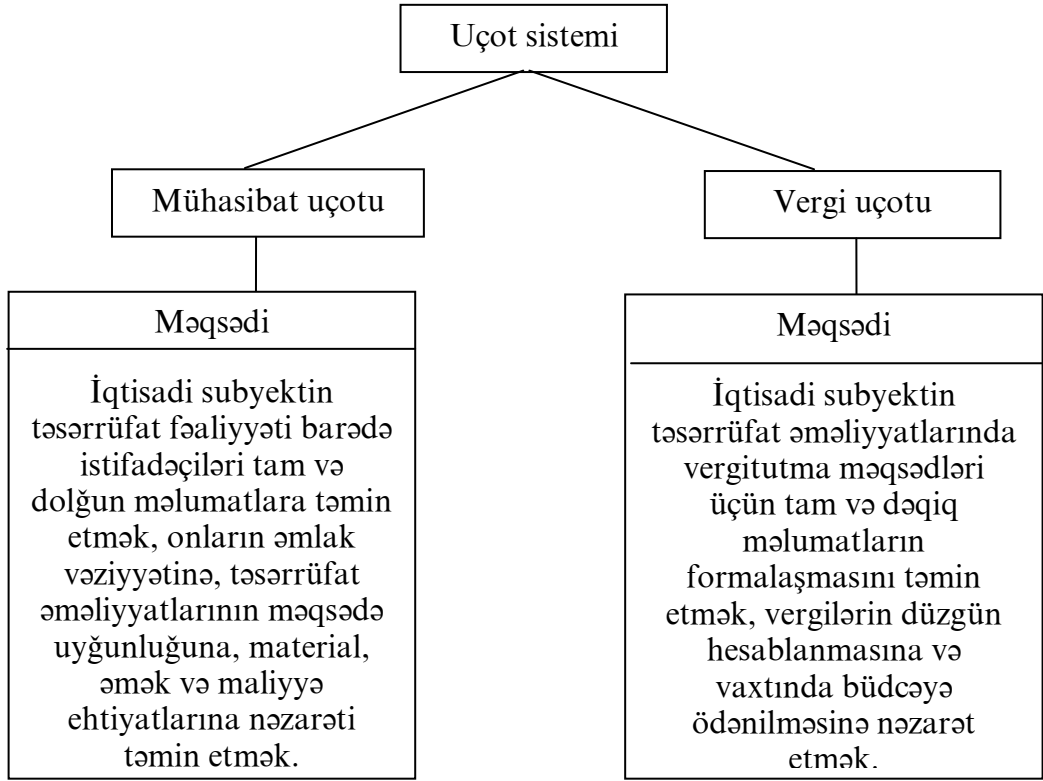 Uçot sistemi
Mühasibat uçotu
Vergi uçotu
Məqsədi
İqtisadi subyektin
təsərrüfat fəaliyyəti barədə
istifadəçiləri tam və
dolğun məlumatlara təmin
etmək, onların əmlak
vəziyyətinə, təsərrüfat
əməliyyatlarının məqsədə
uyğunluğuna, material,
əmək və maliyyə
ehtiyatlarına nəzarəti
təmin etmək.
Məqsədi
İqtisadi subyektin
təsərrüfat əməliyyatlarında
vergitutma məqsədləri
üçün tam və dəqiq
məlumatların
formalaşmasını təmin
etmək, vergilərin düzgün
hesablanmasına və
vaxtında büdcəyə
ödənilməsinə nəzarət
etmək.